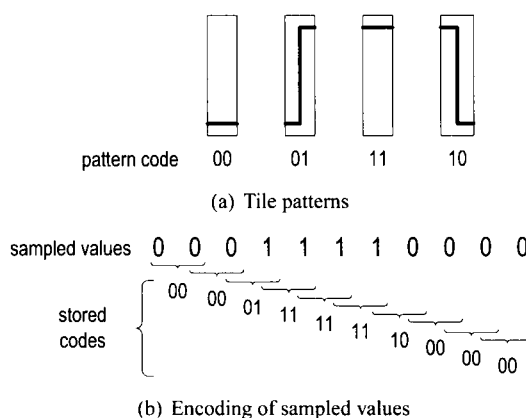 pattern code 00 01 11 10
(a) Tile patterns
sampled values 0 0 0 1 1 1 1 0 0 0 0
stored codes
00 00 01 11 11 11 10 00 00 00
(b) Encoding of sampled values